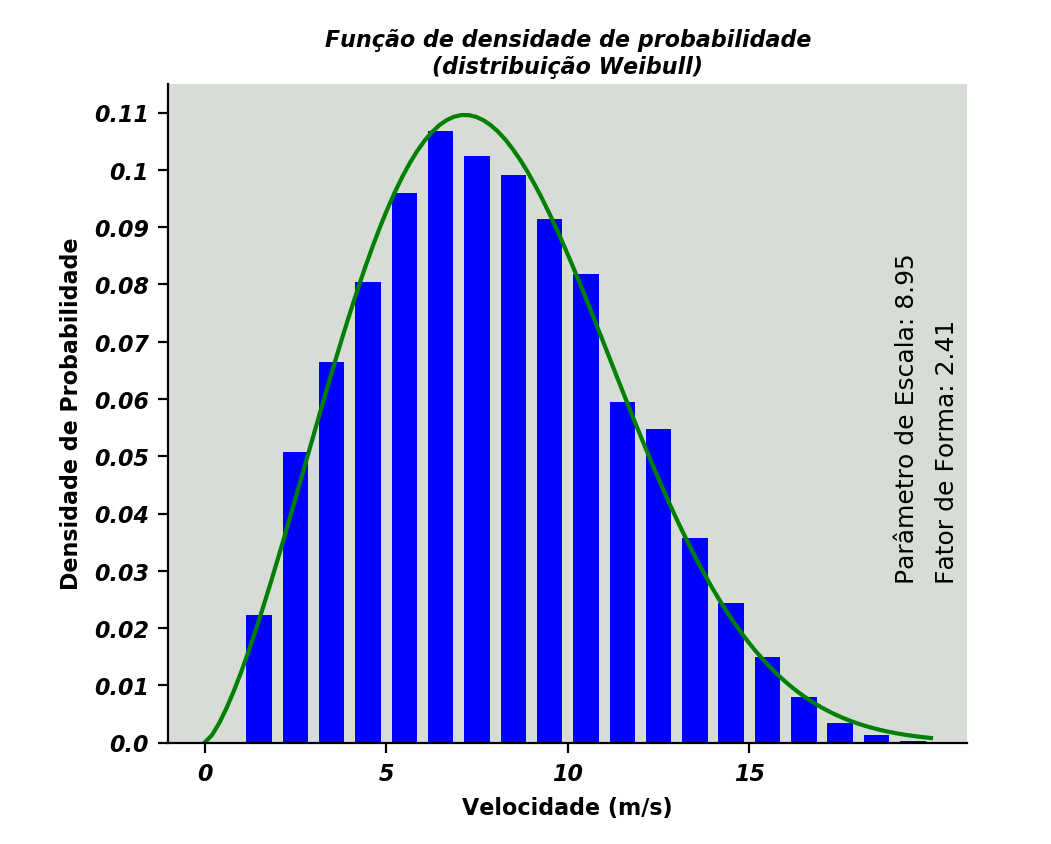 Função de densidade de probabilidade
(distribuição Weibull)
0.11
0.1
0.09
0.08
0.07
0.06
0.05
0.04
0.03
0.02
0.01
0.0
Densidade de Probabilidade
Parâmetro de Escala: 8.95
Fator de Forma: 2.41
0
5
10
15
Velocidade (m/s)